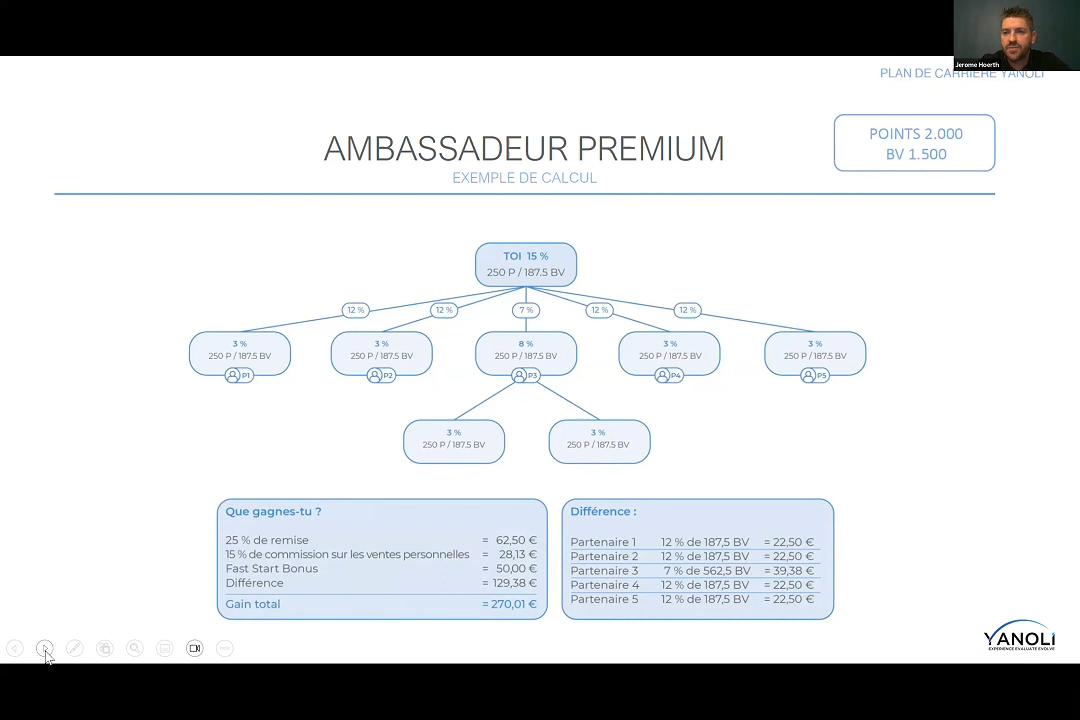 Jerome Hoerth
PLAN DE CARRIÈRE YANOLI
POINTS 2.000
BV 1.500
AMBASSADEUR PREMIUM
EXEMPLE DE CALCUL
TOI 15 %
250 P / 187.5 BV
12 %
12 %
7 %
12 %
12 %
3 %
250 P / 187.5 BV
P1
3 %
250 P / 187.5 BV
P2
8 %
250 P / 187.5 BV
P3
3 %
250 P / 187.5 BV
P4
3 %
250 P / 187.5 BV
P5
3 %
250 P / 187.5 BV
3 %
250 P / 187.5 BV
Que gagnes-tu ?
25 % de remise = 62,50 €
15 % de commission sur les ventes personnelles = 28,13 €
Fast Start Bonus = 50,00 €
Différence = 129,38 €
Gain total = 270,01 €
Différence :
Partenaire 1 12 % de 187,5 BV = 22,50 €
Partenaire 2 12 % de 187,5 BV = 22,50 €
Partenaire 3 7 % de 562,5 BV = 39,38 €
Partenaire 4 12 % de 187,5 BV = 22,50 €
Partenaire 5 12 % de 187,5 BV = 22,50 €
YANOLI
EXPERIENCE EVALUATE EVOLVE